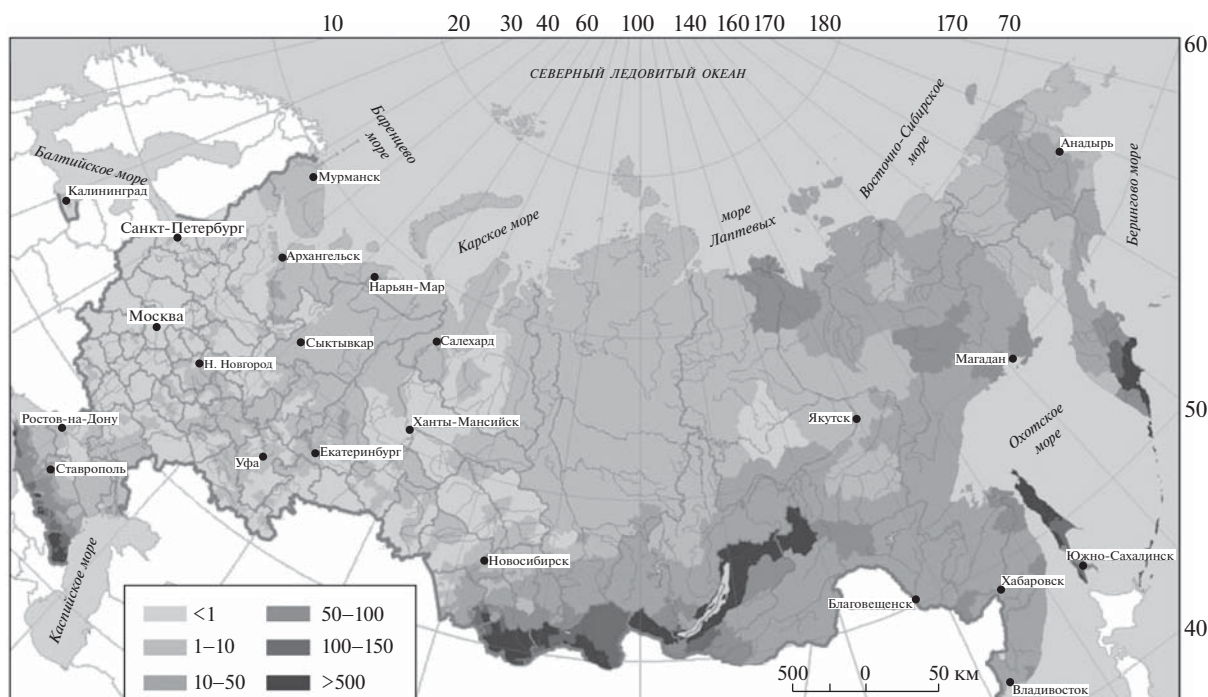 10 20 30 40 60 100 140 160 170 180 170 70
60
СЕВЕРНЫЙ ЛЕДОВИТЫЙ ОКЕАН
Баренцево
море
Восточно-Сибирское
море
Анадырь
Балтийское море
Калининград
Мурманск
Берингово море
Санкт-Петербург
Карское море
море
Лаптевых
Архангельск
Нарьян-Мар
Москва
Сыктывкар
Салехард
Н. Новгород
Магадан
50
Ростов-на-Дону
Ханты-Мансийск
Якутск
Охотское
море
Ставрополь
Уфа
Екатеринбург
Новосибирск
Южно-Сахалинск
Каспийское море
Хабаровск
Благовещенск
40
<1
1–10
10–50
50–100
100–150
>500
500 0 50 км
Владивосток